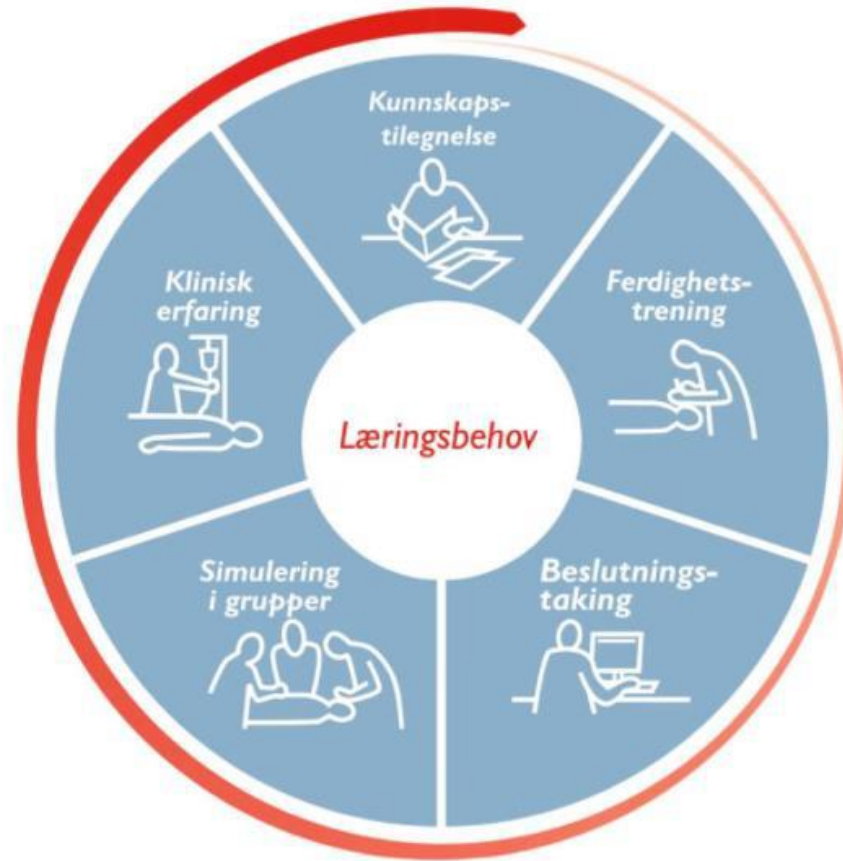 Kunnskaps-
tilegnelse
Ferdighets-
trening
Beslutnings-
taking
Simulering
i grupper
Klinisk
erfaring
Læringsbehov